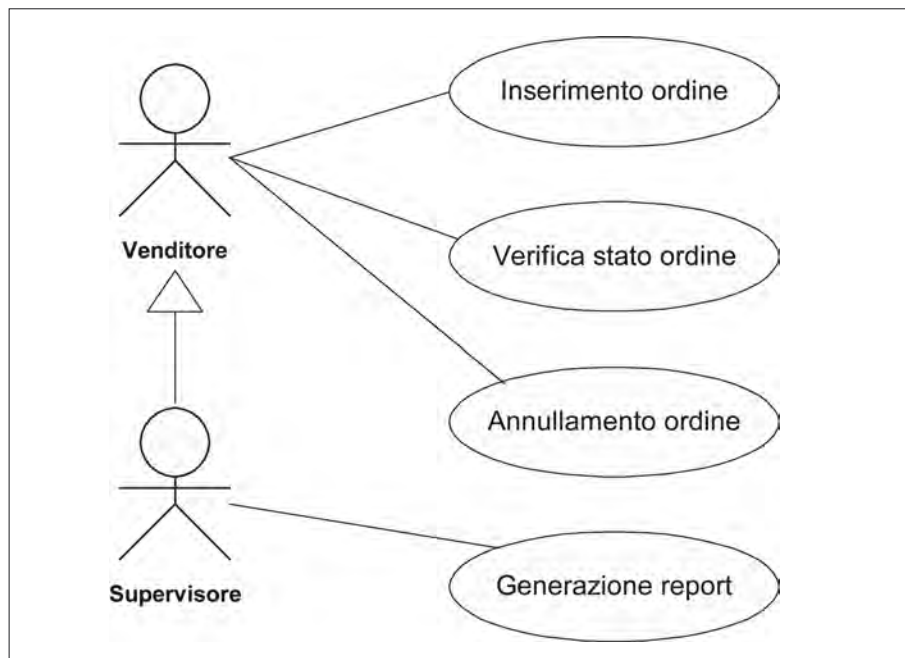 Inserimento ordine
Venditore
Verifica stato ordine
Annullamento ordine
Supervisore
Generazione report